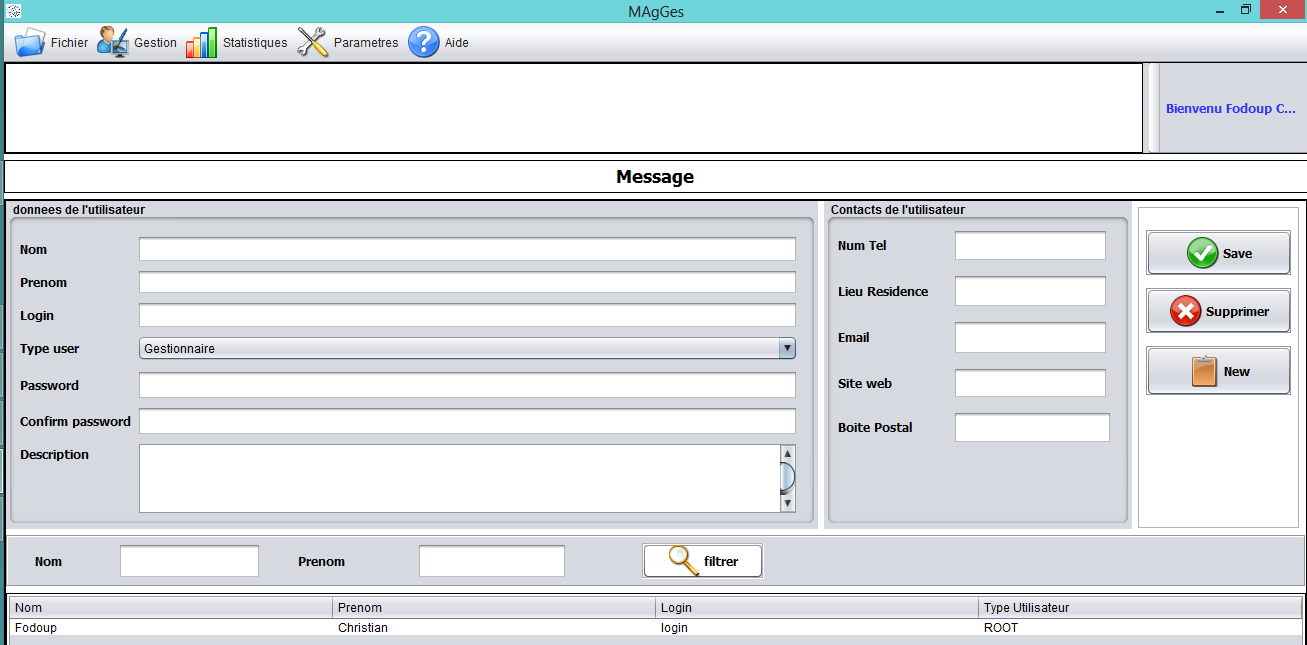 MAgGes
Fichier Gestion Statistiques Parametres Aide
Bienvenu Fodoup C...
Message
donnees de l'utilisateur
Nom
Prenom
Login
Type user Gestionnaire
Password
Confirm password
Description
Contacts de l'utilisateur
Num Tel
Lieu Residence
Email
Site web
Boite Postal
Save
Supprimer
New
Nom Prenom filtrer
Nom Prenom Login Type Utilisateur
Fodoup Christian login ROOT